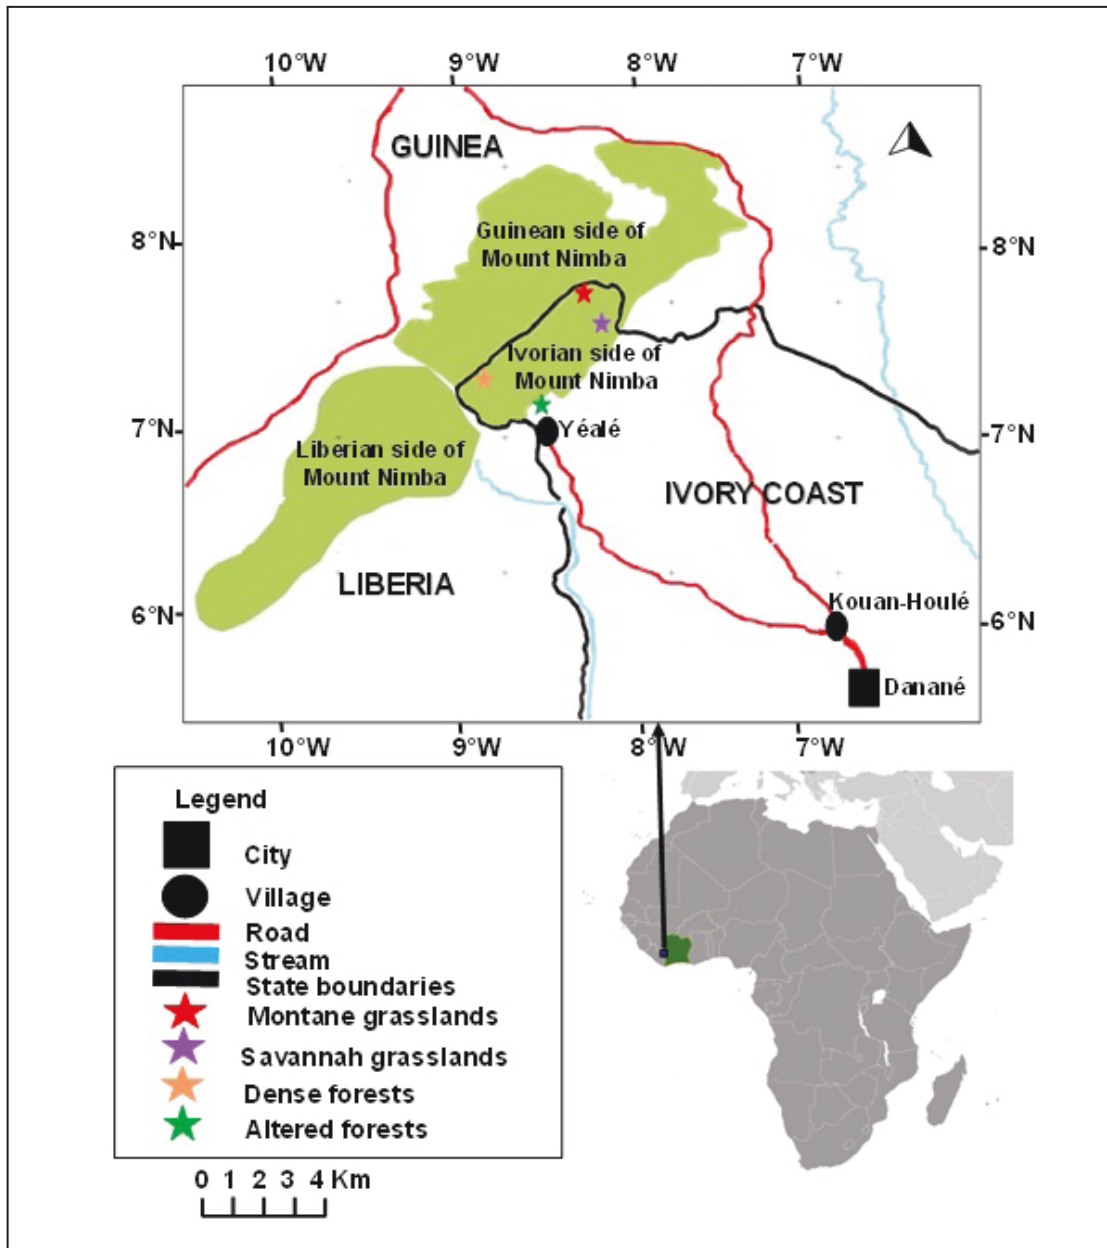 10°W 9°W 8°W 7°W
GUINEA
Guinean side of
Mount Nimba
8°N 8°N
Ivorian side of
Mount Nimba
7°N 7°N
Yéalé
Liberian side of
Mount Nimba
IVORY COAST
LIBERIA
Kouan-Houlé
6°N 6°N
Danané
10°W 9°W 8°W 7°W
Legend
City
Village
Road
Stream
State boundaries
Montane grasslands
Savannah grasslands
Dense forests
Altered forests
0 1 2 3 4 Km